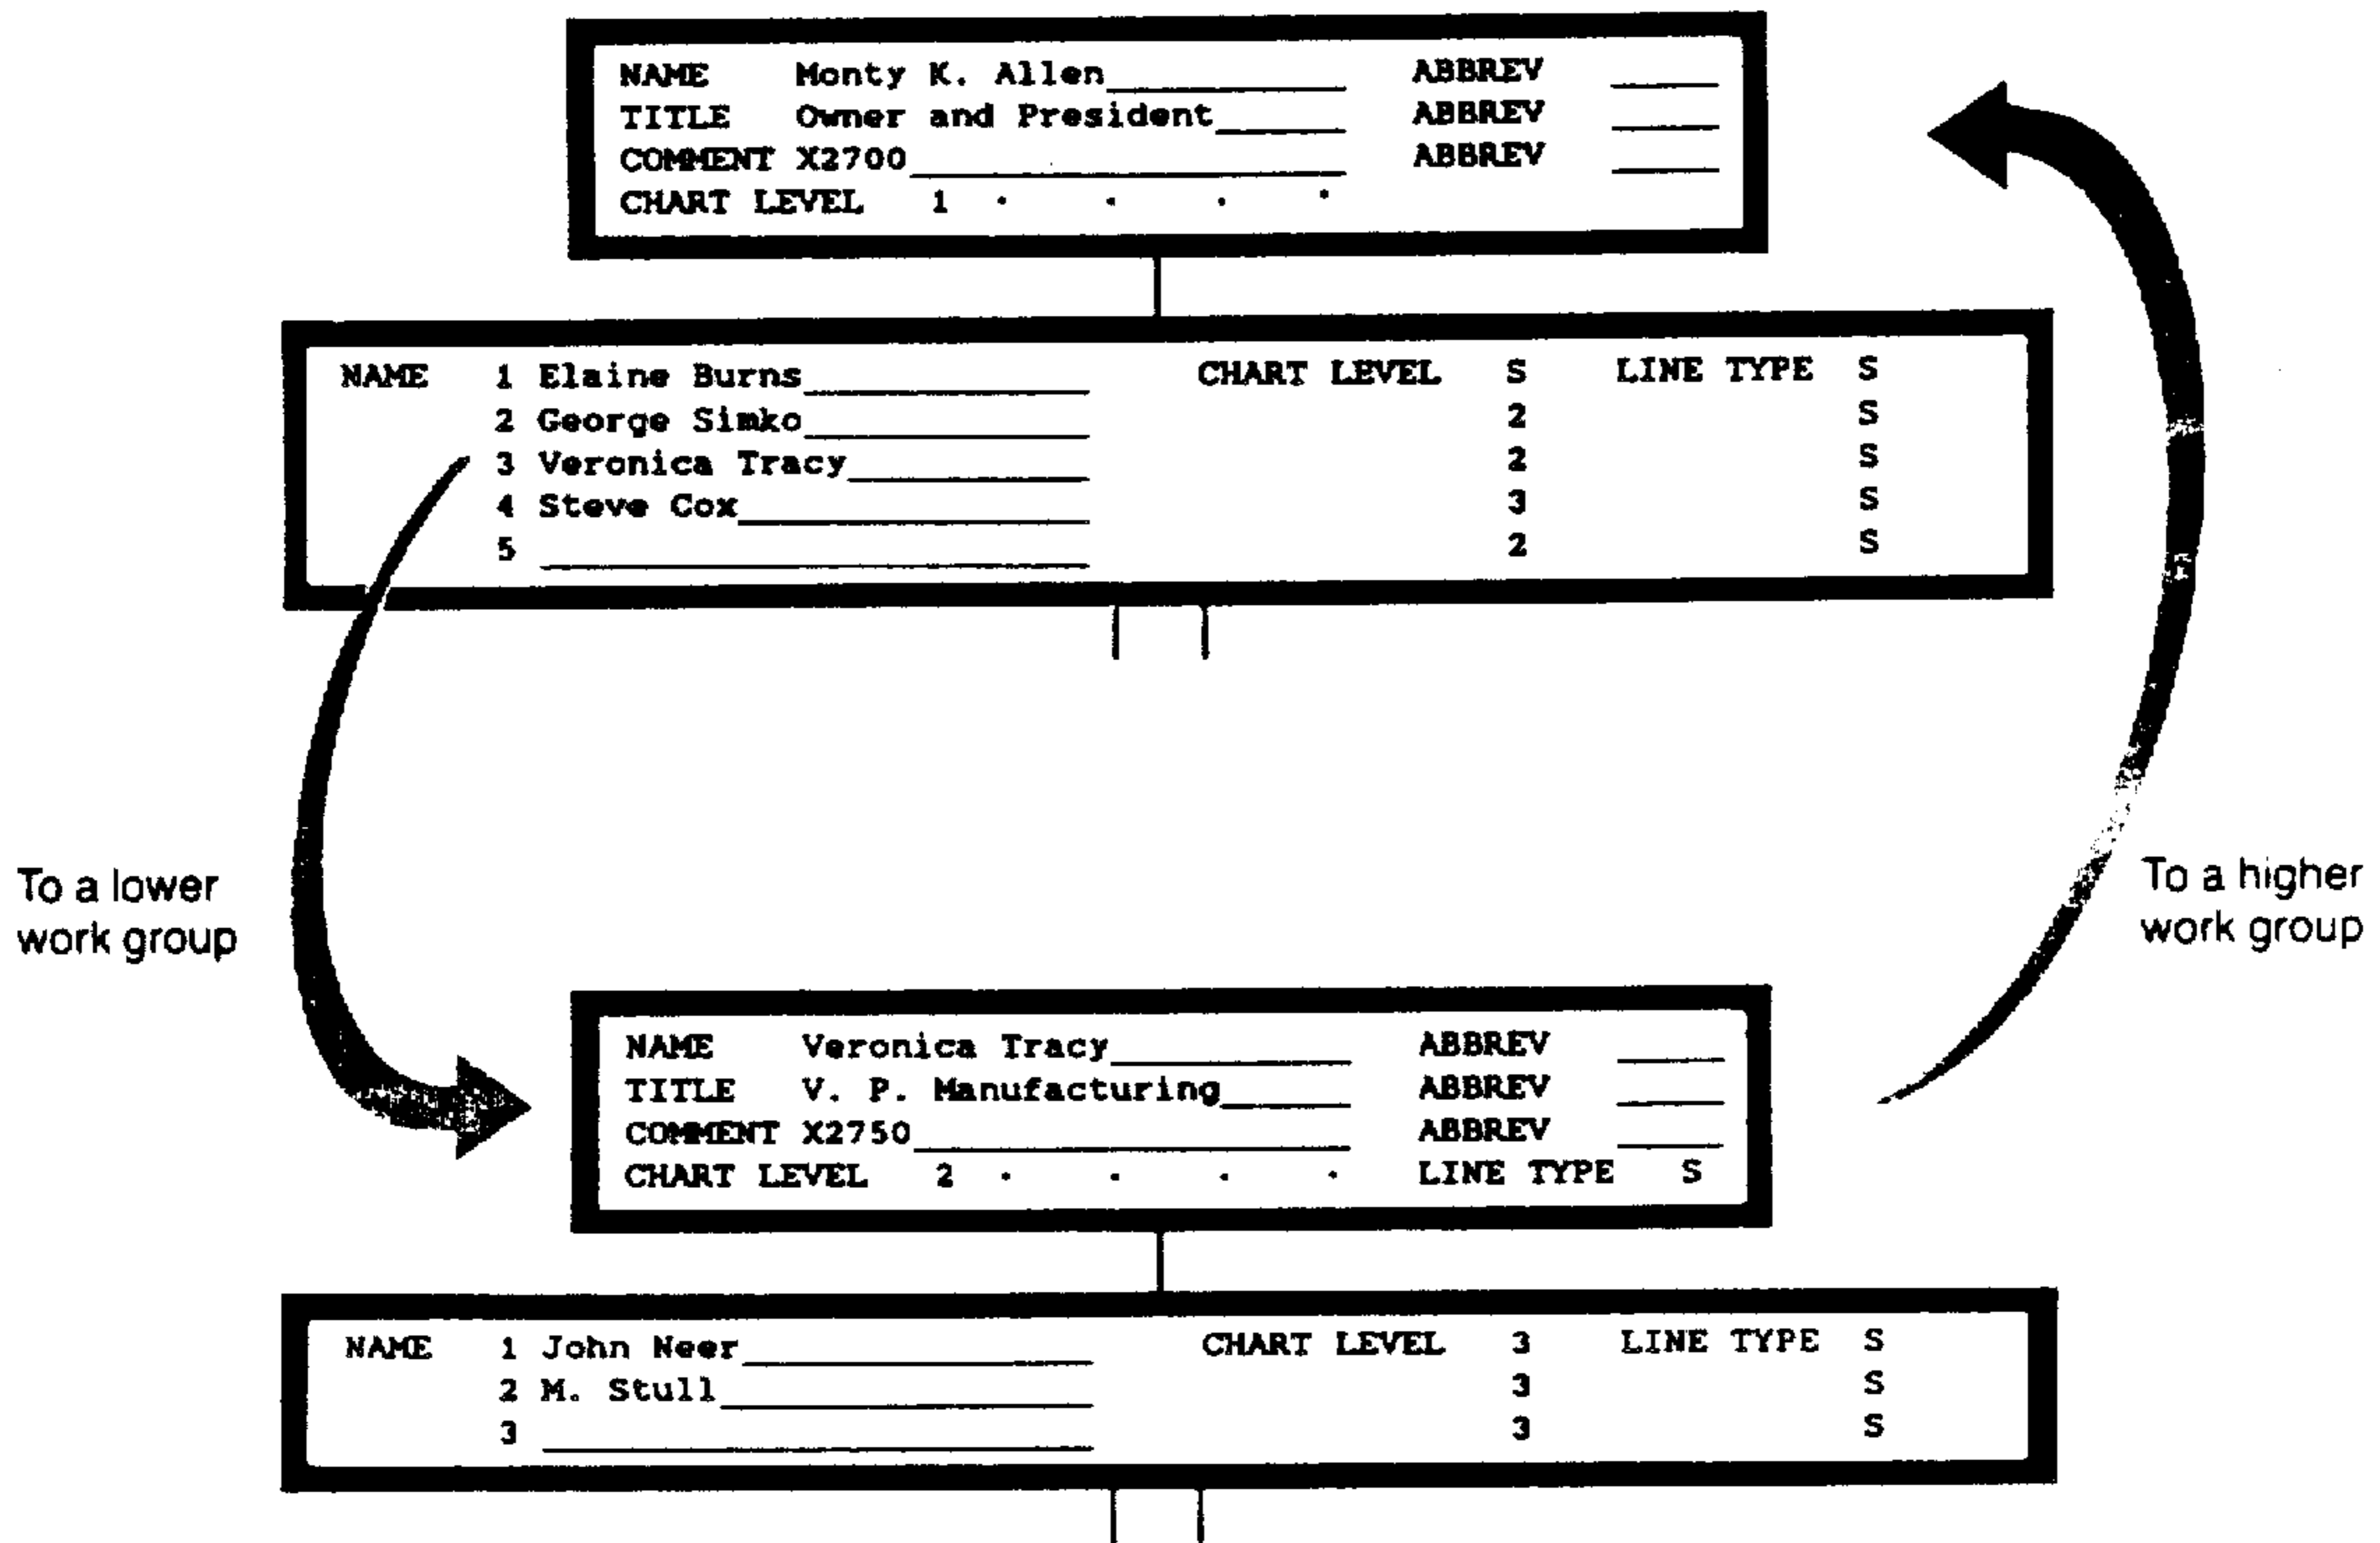 NAME Monty K. Allen ABBREV
TITLE Owner and President ABBREV
COMMENT X2700 ABBREV
CHART LEVEL 1 . . . .
NAME 1 Elaine Burns CHART LEVEL S LINE TYPE S
2 George Simko 2 S
3 Veronica Tracy 2 S
4 Steve Cox 3 S
5 2 S
To a lower
work group
To a higher
work group
NAME Veronica Tracy ABBREV
TITLE V. P. Manufacturing ABBREV
COMMENT X2750 ABBREV
CHART LEVEL 2 . . . . LINE TYPE S
NAME 1 John Neer CHART LEVEL 3 LINE TYPE S
2 M. Stull 3 S
3 3 S